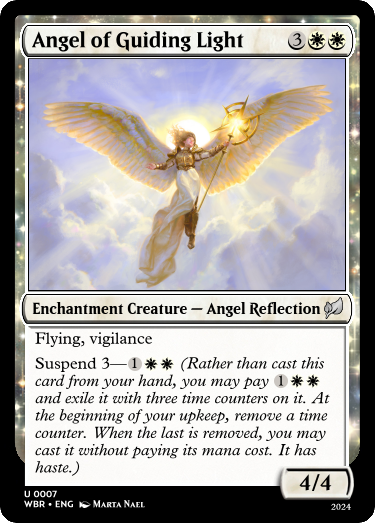 Angel of Guiding Light 3
Enchantment Creature — Angel Reflection
Flying, vigilance
Suspend 3—1 (Rather than cast this
card from your hand, you may pay 1
and exile it with three time counters on it. At
the beginning of your upkeep, remove a time
counter. When the last is removed, you may
cast it without paying its mana cost. It has
haste.)
4/4
U 0007
WBR • ENG Marta Nael
2024